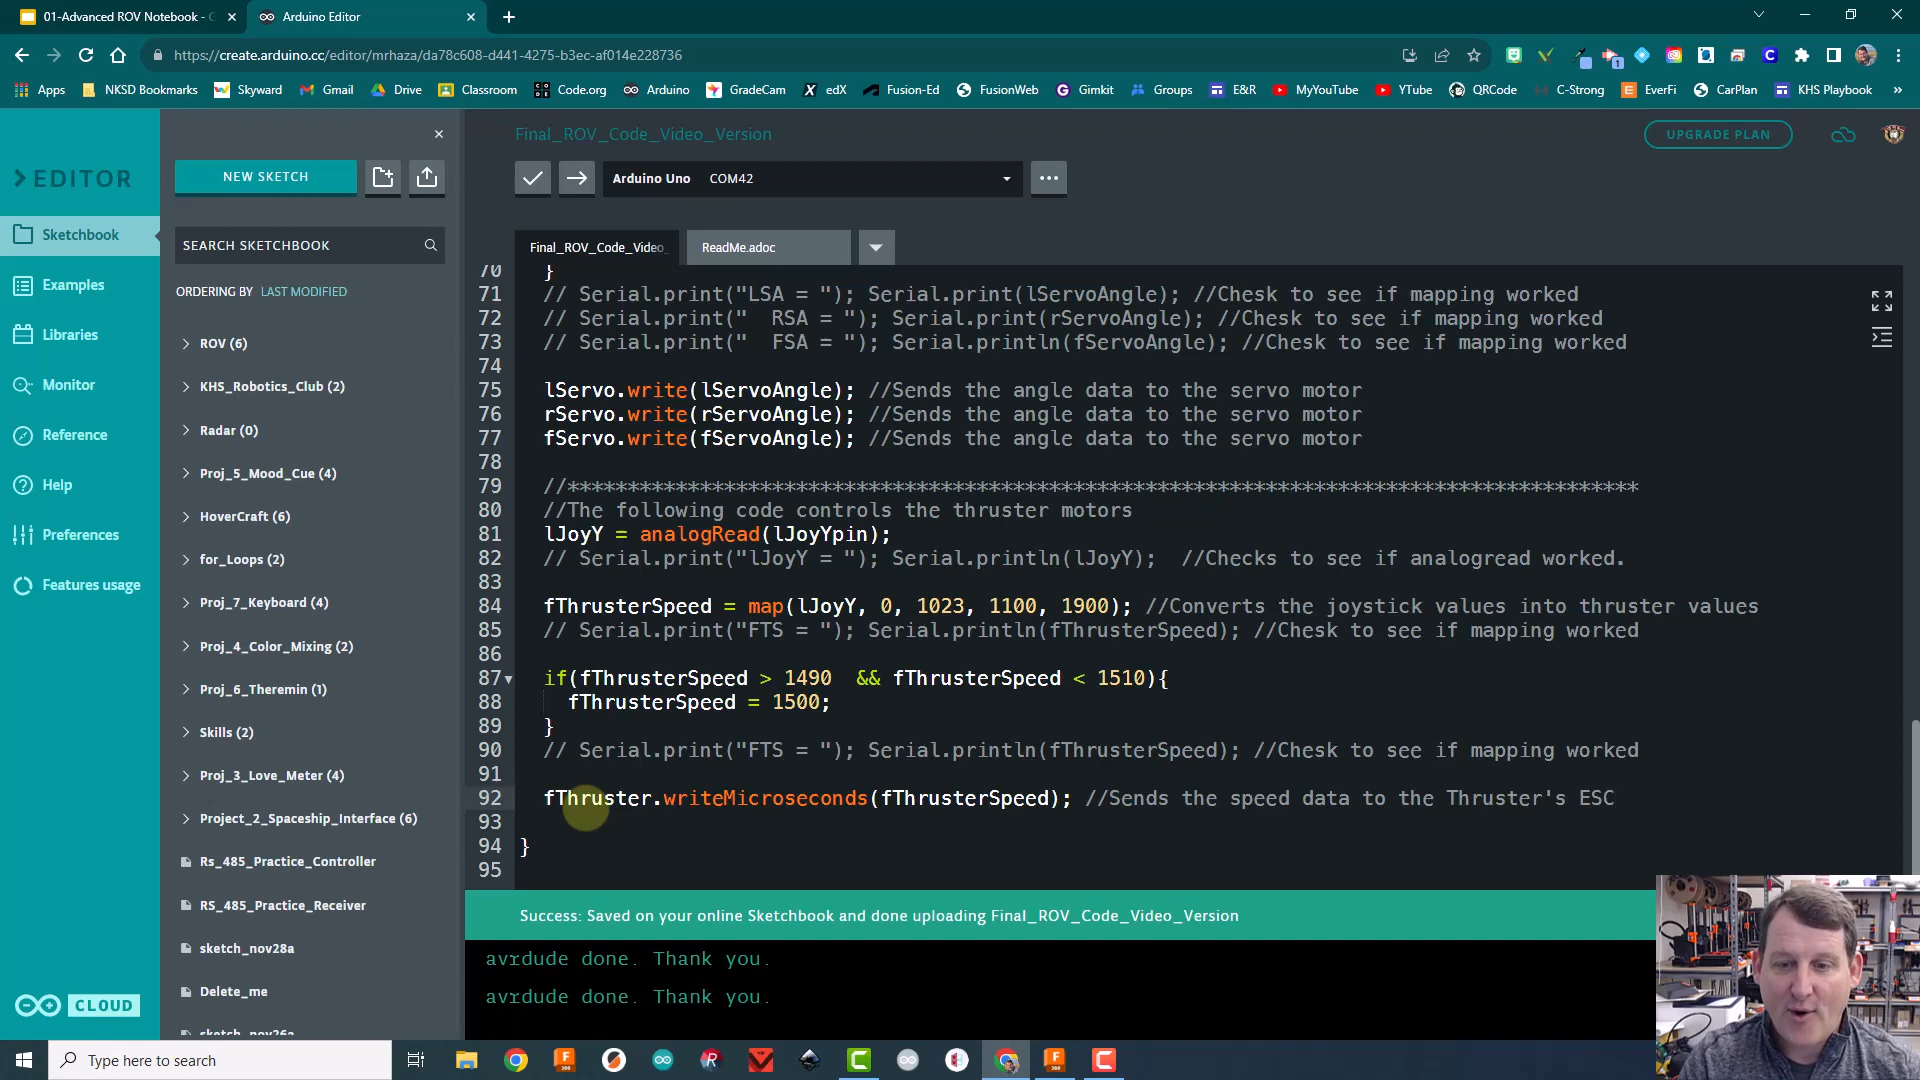 01-Advanced ROV Notebook -
Arduino Editor
https://create.arduino.cc/editor/mrhaza/da78c608-d441-4275-b3ec-af014e228736
Apps NKSD Bookmarks Skyward Gmail Drive Classroom Code.org Arduino GradeCam edX Fusion-Ed FusionWeb Gimkit Groups E&R MyYouTube YTube QRCode C-Strong EverFi CarPlan KHS Playbook »
EDITOR
Sketchbook
Examples
Libraries
Monitor
Reference
Help
Preferences
Features usage
CLOUD
NEW SKETCH
SEARCH SKETCHBOOK
ORDERING BY LAST MODIFIED
ROV (6)
KHS_Robotics_Club (2)
Radar (0)
Proj_5_Mood_Cue (4)
HoverCraft (6)
for_Loops (2)
Proj_7_Keyboard (4)
Proj_4_Color_Mixing (2)
Proj_6_Theremin (1)
Skills (2)
Proj_3_Love_Meter (4)
Project_2_Spaceship_Interface (6)
Rs_485_Practice_Controller
RS_485_Practice_Receiver
sketch_nov28a
Delete_me
sketch_nov26a
Final_ROV_Code_Video_Version
UPGRADE PLAN
Arduino Uno COM42
Final_ROV_Code_Video_
ReadMe.adoc
70 }
71 // Serial.print("LSA = "); Serial.print(lServoAngle); //Chesk to see if mapping worked
72 // Serial.print("  RSA = "); Serial.print(rServoAngle); //Chesk to see if mapping worked
73 // Serial.print("  FSA = "); Serial.println(fServoAngle); //Chesk to see if mapping worked
74
75 lServo.write(lServoAngle); //Sends the angle data to the servo motor
76 rServo.write(rServoAngle); //Sends the angle data to the servo motor
77 fServo.write(fServoAngle); //Sends the angle data to the servo motor
78
79 //*****************************************************************************************
80 //The following code controls the thruster motors
81 lJoyY = analogRead(lJoyYpin);
82 // Serial.print("lJoyY = "); Serial.println(lJoyY);  //Checks to see if analogread worked.
83
84 fThrusterSpeed = map(lJoyY, 0, 1023, 1100, 1900); //Converts the joystick values into thruster values
85 // Serial.print("FTS = "); Serial.println(fThrusterSpeed); //Chesk to see if mapping worked
86
87 if(fThrusterSpeed > 1490  && fThrusterSpeed < 1510){
88 fThrusterSpeed = 1500;
89 }
90 // Serial.print("FTS = "); Serial.println(fThrusterSpeed); //Chesk to see if mapping worked
91
92 fThruster.writeMicroseconds(fThrusterSpeed); //Sends the speed data to the Thruster's ESC
93
94 }
95
Success: Saved on your online Sketchbook and done uploading Final_ROV_Code_Video_Version
avrdude done. Thank you.
avrdude done. Thank you.
Type here to search